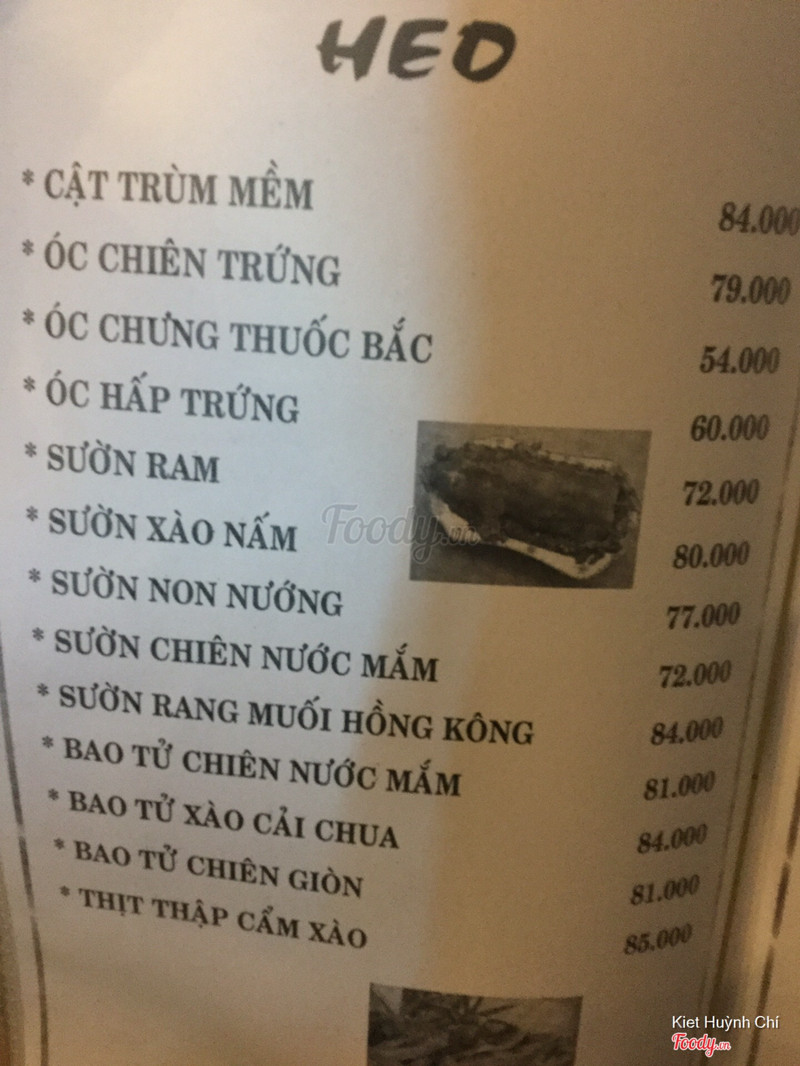 HEO
* CẬT TRÙM MỀM 84.000
* ÓC CHIÊN TRỨNG 79.000
* ÓC CHƯNG THUỐC BẮC 54.000
* ÓC HẤP TRỨNG 60.000
* SƯỜN RAM 72.000
* SƯỜN XÀO NẤM 80.000
* SƯỜN NON NƯỚNG 77.000
* SƯỜN CHIÊN NƯỚC MẮM 72.000
* SƯỜN RANG MUỐI HỒNG KÔNG 84.000
* BAO TỬ CHIÊN NƯỚC MẮM 81.000
* BAO TỬ XÀO CẢI CHUA 84.000
* BAO TỬ CHIÊN GIÒN 81.000
* THỊT THẬP CẨM XÀO 85.000
Foody.vn
Kiet Huỳnh Chí
Foody.vn